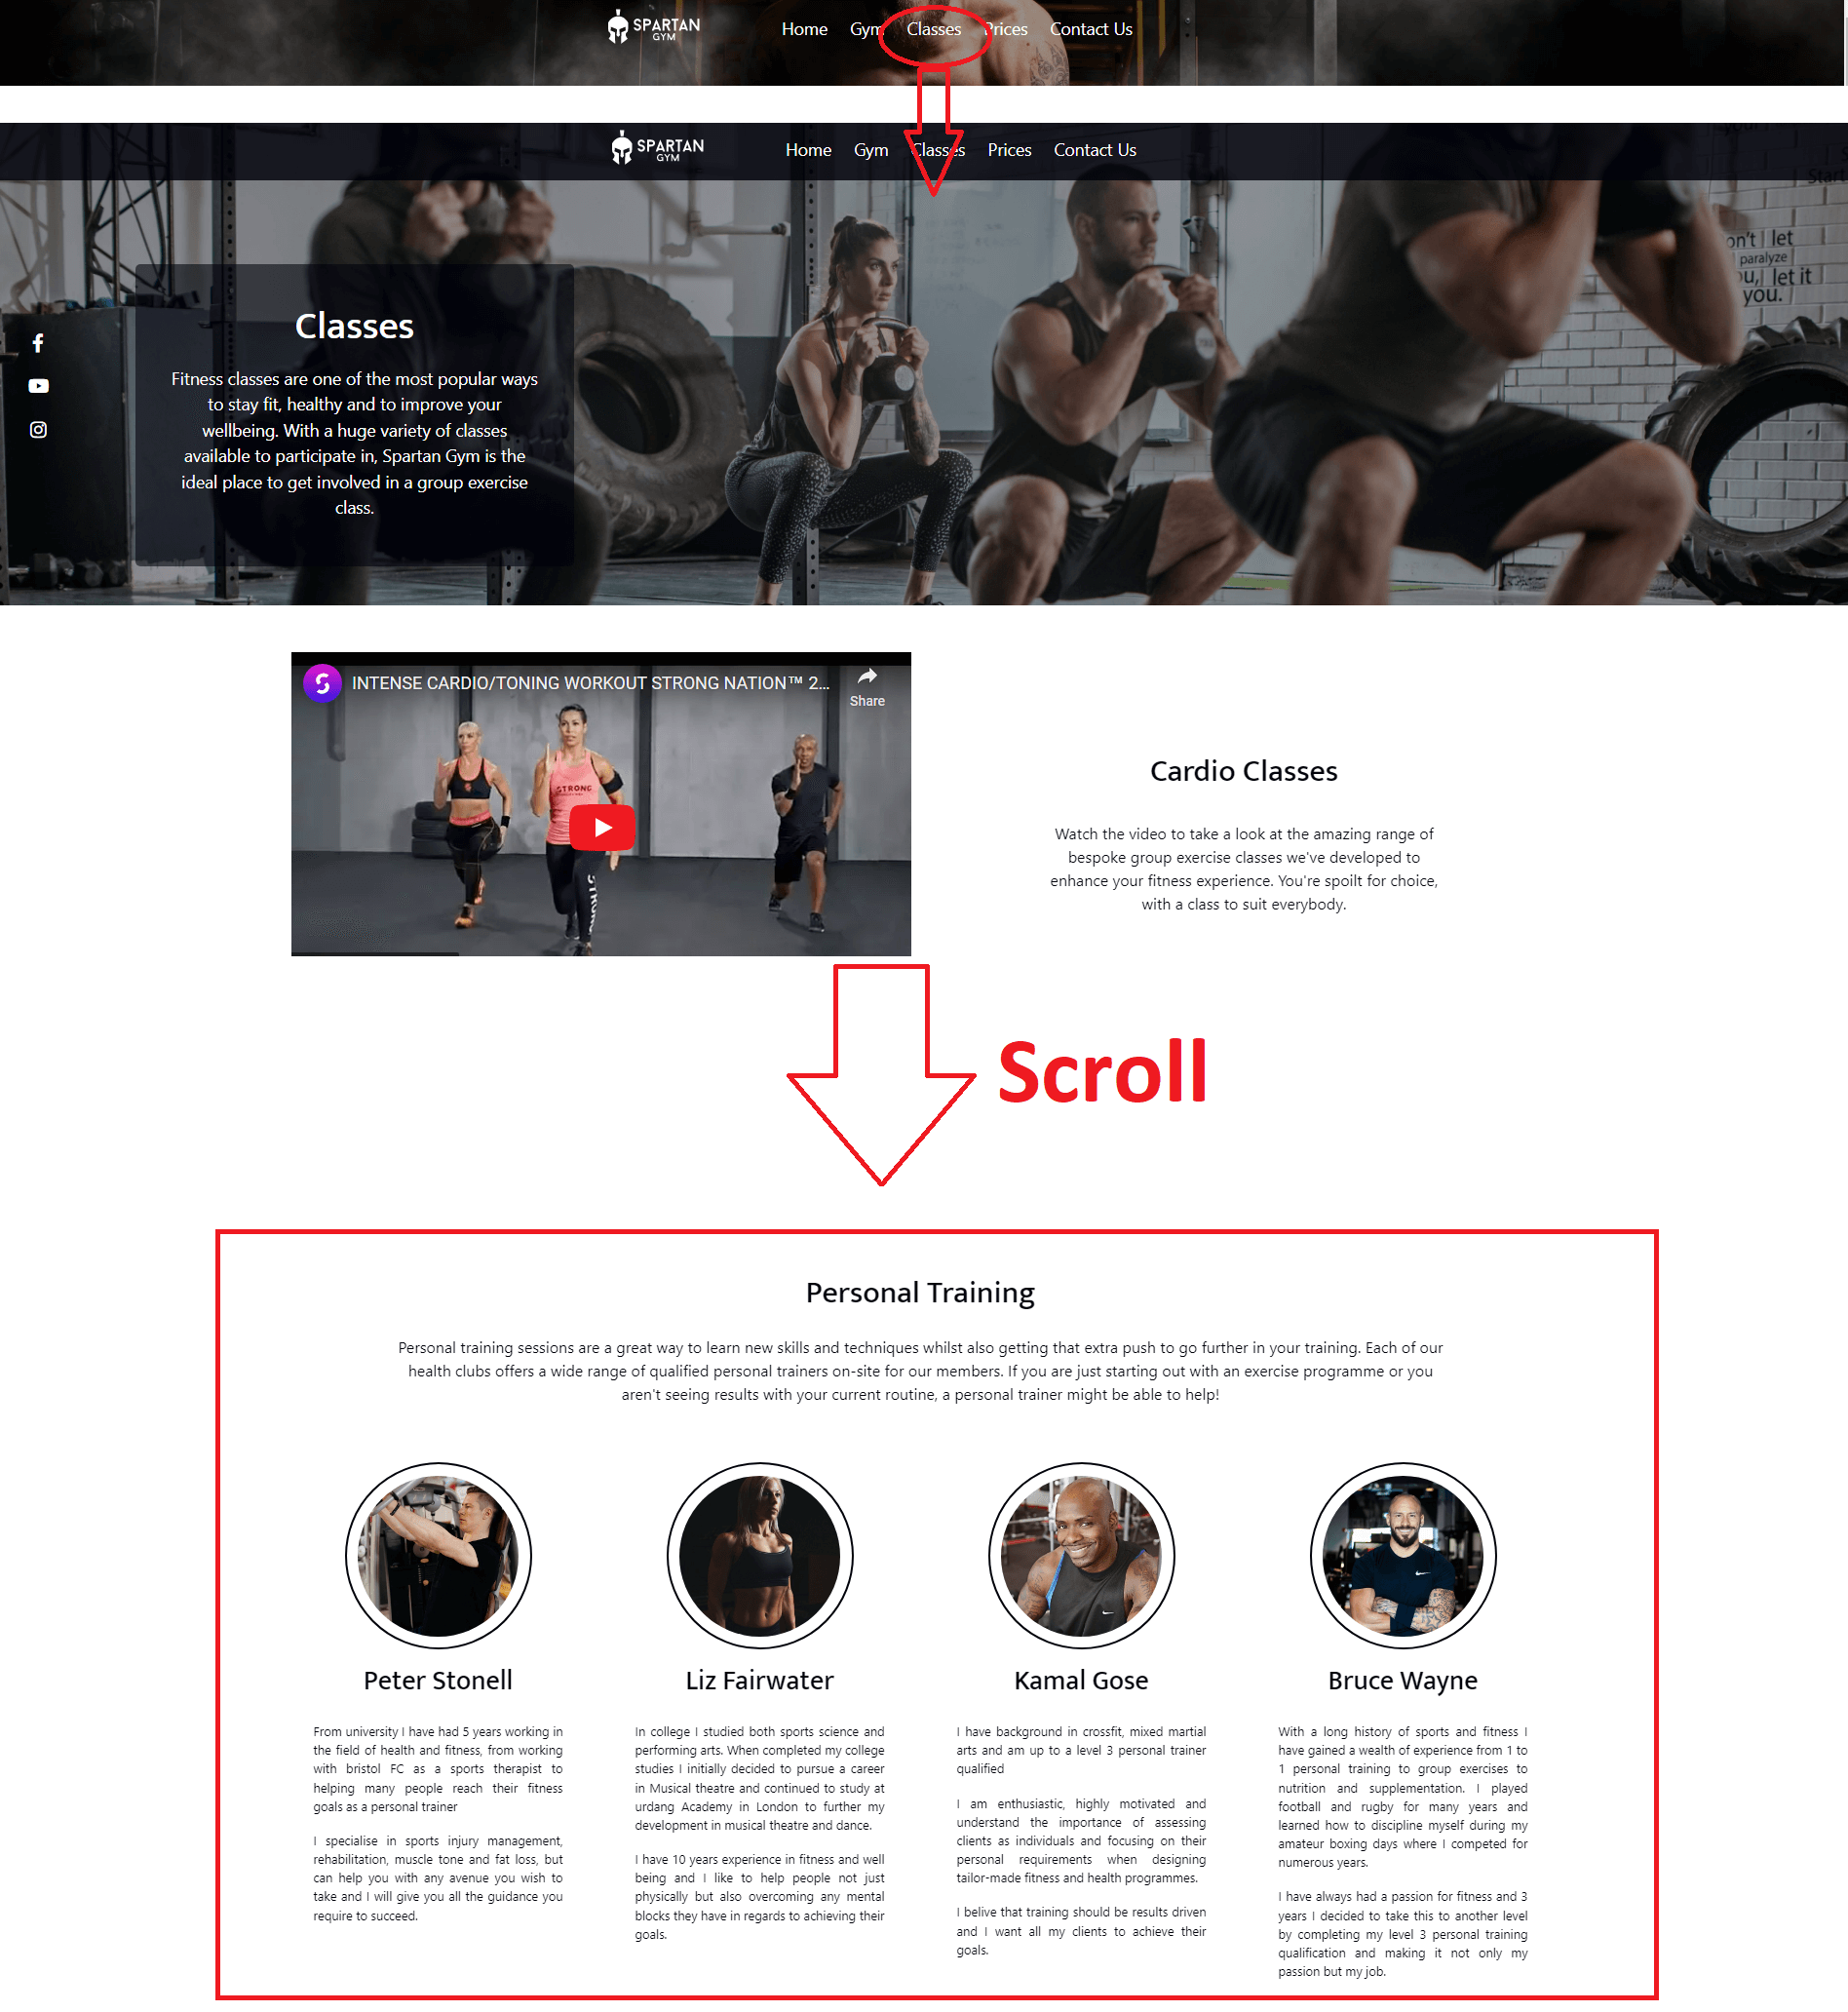 SPARTAN
GYM
Home Gym Classes Prices Contact Us
SPARTAN
GYM
Home Gym Classes Prices Contact Us
Start
on't let
paralyze
ou, let it
you.
Classes
Fitness classes are one of the most popular ways
to stay fit, healthy and to improve your
wellbeing. With a huge variety of classes
available to participate in, Spartan Gym is the
ideal place to get involved in a group exercise
class.
INTENSE CARDIO/TONING WORKOUT STRONG NATION™ 2...
Share
STRONG
STRONG
Cardio Classes
Watch the video to take a look at the amazing range of
bespoke group exercise classes we've developed to
enhance your fitness experience. You're spoilt for choice,
with a class to suit everybody.
Scroll
Personal Training
Personal training sessions are a great way to learn new skills and techniques whilst also getting that extra push to go further in your training. Each of our
health clubs offers a wide range of qualified personal trainers on-site for our members. If you are just starting out with an exercise programme or you
aren't seeing results with your current routine, a personal trainer might be able to help!
Peter Stonell
From university I have had 5 years working in
the field of health and fitness, from working
with bristol FC as a sports therapist to
helping many people reach their fitness
goals as a personal trainer
I specialise in sports injury management,
rehabilitation, muscle tone and fat loss, but
can help you with any avenue you wish to
take and I will give you all the guidance you
require to succeed.
Liz Fairwater
In college I studied both sports science and
performing arts. When completed my college
studies I initially decided to pursue a career
in Musical theatre and continued to study at
urdang Academy in London to further my
development in musical theatre and dance.
I have 10 years experience in fitness and well
being and I like to help people not just
physically but also overcoming any mental
blocks they have in regards to achieving their
goals.
Kamal Gose
I have background in crossfit, mixed martial
arts and am up to a level 3 personal trainer
qualified
I am enthusiastic, highly motivated and
understand the importance of assessing
clients as individuals and focusing on their
personal requirements when designing
tailor-made fitness and health programmes.
I belive that training should be results driven
and I want all my clients to achieve their
goals.
Bruce Wayne
With a long history of sports and fitness I
have gained a wealth of experience from 1 to
1 personal training to group exercises to
nutrition and supplementation. I played
football and rugby for many years and
learned how to discipline myself during my
amateur boxing days where I competed for
numerous years.
I have always had a passion for fitness and 3
years I decided to take this to another level
by completing my level 3 personal training
qualification and making it not only my
passion but my job.